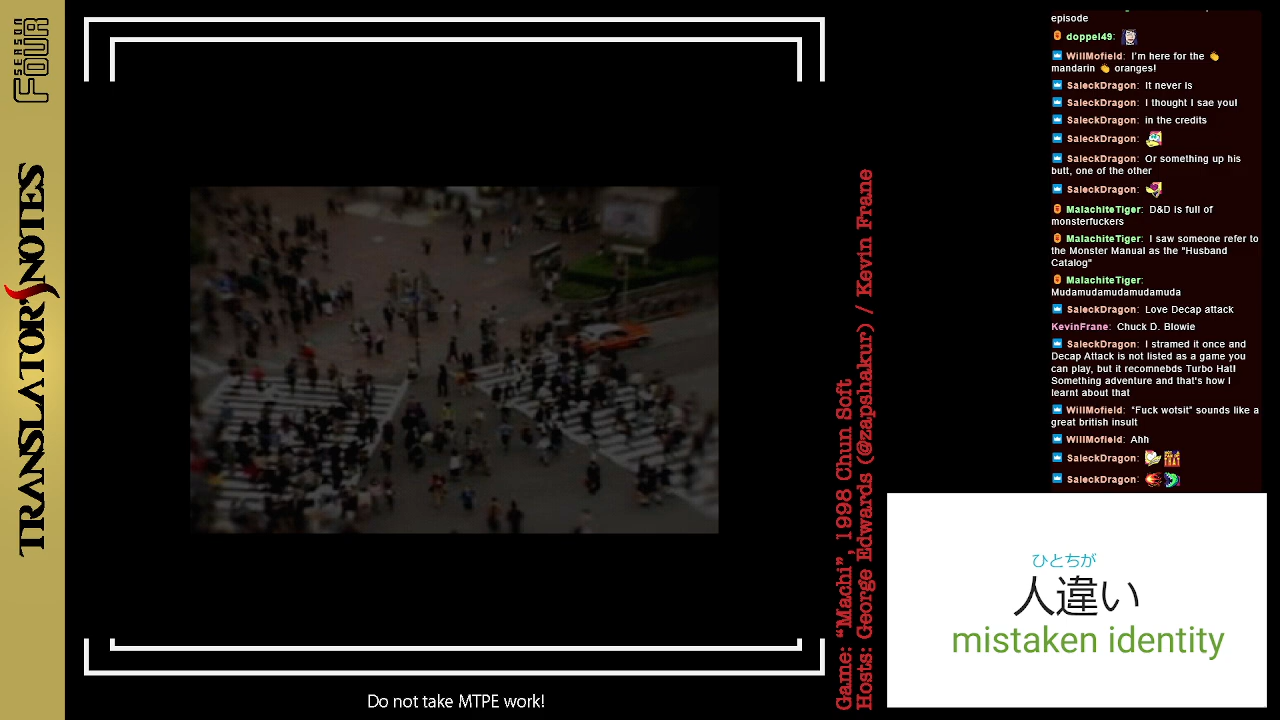 SEASON
FOUR
TRANSLATOR'S NOTES
Game: “Machi”, 1998 Chun Soft
Hosts: George Edwards (@zapshakur) / Kevin Frane
Do not take MTPE work!
episode
doppel49:
WillMofield: I'm here for the 👏
mandarin 👏 oranges!
SaleckDragon: It never is
SaleckDragon: I thought I sae you!
SaleckDragon: in the credits
SaleckDragon:
SaleckDragon: Or something up his
butt, one of the other
SaleckDragon:
MalachiteTiger: D&D is full of
monsterfuckers
MalachiteTiger: I saw someone refer to
the Monster Manual as the "Husband
Catalog"
MalachiteTiger:
Mudamudamudamudamuda
SaleckDragon: Love Decap attack
KevinFrane: Chuck D. Blowie
SaleckDragon: I stramed it once and
Decap Attack is not listed as a game you
can play, but it recomnebds Turbo Hatl
Something adventure and that's how I
learnt about that
WillMofield: "Fuck wotsit" sounds like a
great british insult
WillMofield: Ahh
SaleckDragon:
SaleckDragon:
ひとちが
人違い
mistaken identity